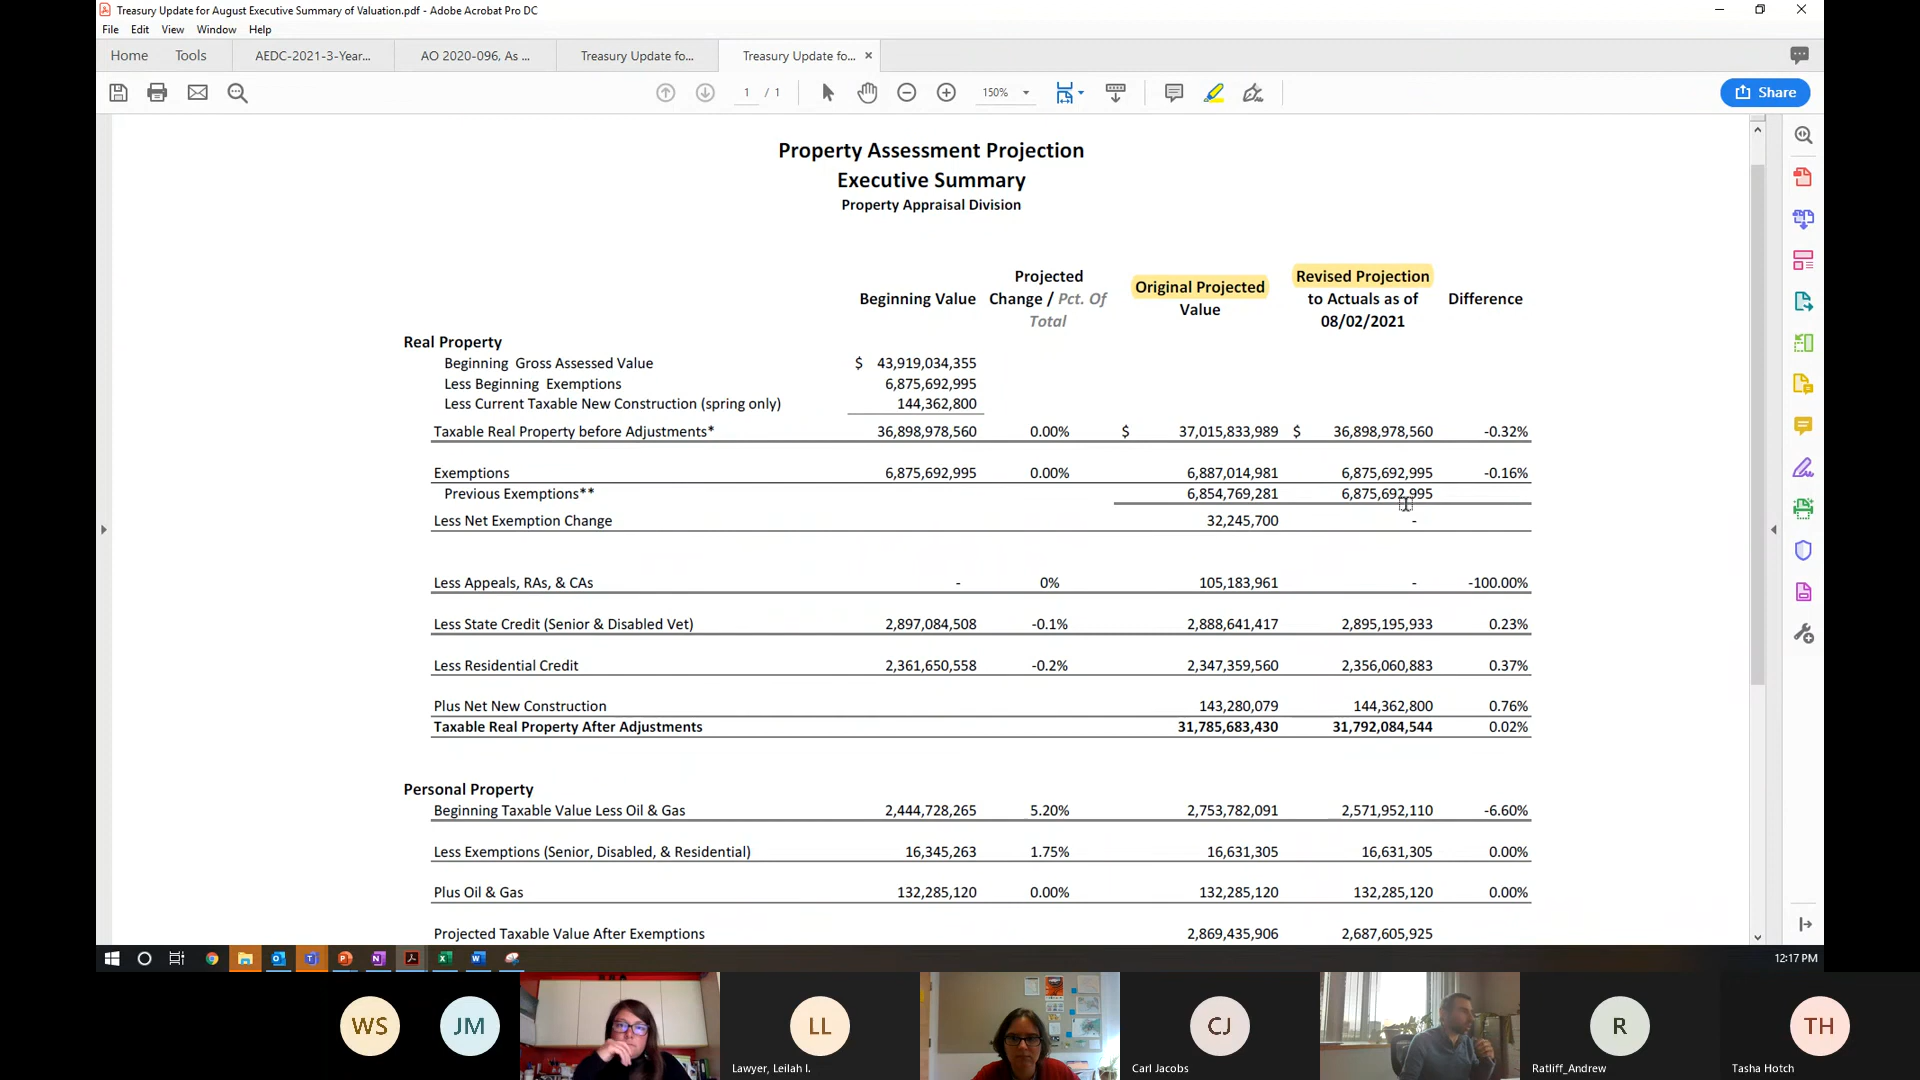 Treasury Update for August Executive Summary of Valuation.pdf - Adobe Acrobat Pro DC
File Edit View Window Help
Home Tools AEDC-2021-3-Year... AO 2020-096, As ... Treasury Update fo... Treasury Update fo... ×
1 / 1 150% Share
Property Assessment Projection
Executive Summary
Property Appraisal Division
Beginning Value
Projected Change / Pct. Of Total
Original Projected Value
Revised Projection to Actuals as of 08/02/2021
Difference
Real Property
Beginning Gross Assessed Value $ 43,919,034,355
Less Beginning Exemptions 6,875,692,995
Less Current Taxable New Construction (spring only) 144,362,800
Taxable Real Property before Adjustments* 36,898,978,560 0.00% $ 37,015,833,989 $ 36,898,978,560 -0.32%
Exemptions 6,875,692,995 0.00% 6,887,014,981 6,875,692,995 -0.16%
Previous Exemptions** 6,854,769,281 6,875,692,995
Less Net Exemption Change 32,245,700 -
Less Appeals, RAs, & CAs - 0% 105,183,961 - -100.00%
Less State Credit (Senior & Disabled Vet) 2,897,084,508 -0.1% 2,888,641,417 2,895,195,933 0.23%
Less Residential Credit 2,361,650,558 -0.2% 2,347,359,560 2,356,060,883 0.37%
Plus Net New Construction 143,280,079 144,362,800 0.76%
Taxable Real Property After Adjustments 31,785,683,430 31,792,084,544 0.02%
Personal Property
Beginning Taxable Value Less Oil & Gas 2,444,728,265 5.20% 2,753,782,091 2,571,952,110 -6.60%
Less Exemptions (Senior, Disabled, & Residential) 16,345,263 1.75% 16,631,305 16,631,305 0.00%
Plus Oil & Gas 132,285,120 0.00% 132,285,120 132,285,120 0.00%
Projected Taxable Value After Exemptions 2,869,435,906 2,687,605,925
12:17 PM
WS JM LL CJ R TH
Lawyer, Leilah I. Carl Jacobs Ratliff_Andrew Tasha Hotch